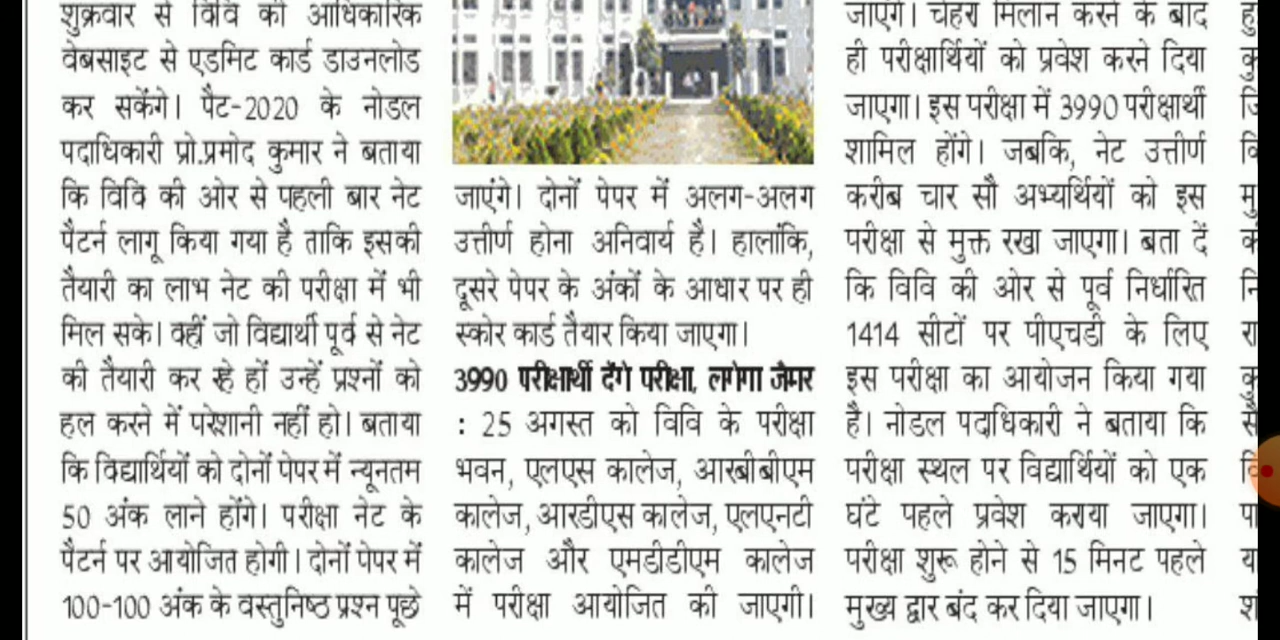 शुक्रवार से विवि की आधिकारिक
वेबसाइट से एडमिट कार्ड डाउनलोड
कर सकेंगे। पैट-2020 के नोडल
पदाधिकारी प्रो.प्रमोद कुमार ने बताया
कि विवि की ओर से पहली बार नेट
पैटर्न लागू किया गया है ताकि इसकी
तैयारी का लाभ नेट की परीक्षा में भी
मिल सके। वहीं जो विद्यार्थी पूर्व से नेट
की तैयारी कर रहे हों उन्हें प्रश्नों को
हल करने में परेशानी नहीं हो। बताया
कि विद्यार्थियों को दोनों पेपर में न्यूनतम
50 अंक लाने होंगे। परीक्षा नेट के
पैटर्न पर आयोजित होगी। दोनों पेपर में
100-100 अंक के वस्तुनिष्ठ प्रश्न पूछे
जाएंगे। दोनों पेपर में अलग-अलग
उत्तीर्ण होना अनिवार्य है। हालांकि,
दूसरे पेपर के अंकों के आधार पर ही
स्कोर कार्ड तैयार किया जाएगा।
3990 परीक्षार्थी देंगे परीक्षा, लगेगा जैमर
: 25 अगस्त को विवि के परीक्षा
भवन, एलएस कालेज, आरबीबीएम
कालेज, आरडीएस कालेज, एलएनटी
कालेज और एमडीडीएम कालेज
में परीक्षा आयोजित की जाएगी।
जाएंगे। चेहरा मिलान करने के बाद
ही परीक्षार्थियों को प्रवेश करने दिया
जाएगा। इस परीक्षा में 3990 परीक्षार्थी
शामिल होंगे। जबकि, नेट उत्तीर्ण
करीब चार सौ अभ्यर्थियों को इस
परीक्षा से मुक्त रखा जाएगा। बता दें
कि विवि की ओर से पूर्व निर्धारित
1414 सीटों पर पीएचडी के लिए
इस परीक्षा का आयोजन किया गया
है। नोडल पदाधिकारी ने बताया कि
परीक्षा स्थल पर विद्यार्थियों को एक
घंटे पहले प्रवेश कराया जाएगा।
परीक्षा शुरू होने से 15 मिनट पहले
मुख्य द्वार बंद कर दिया जाएगा।